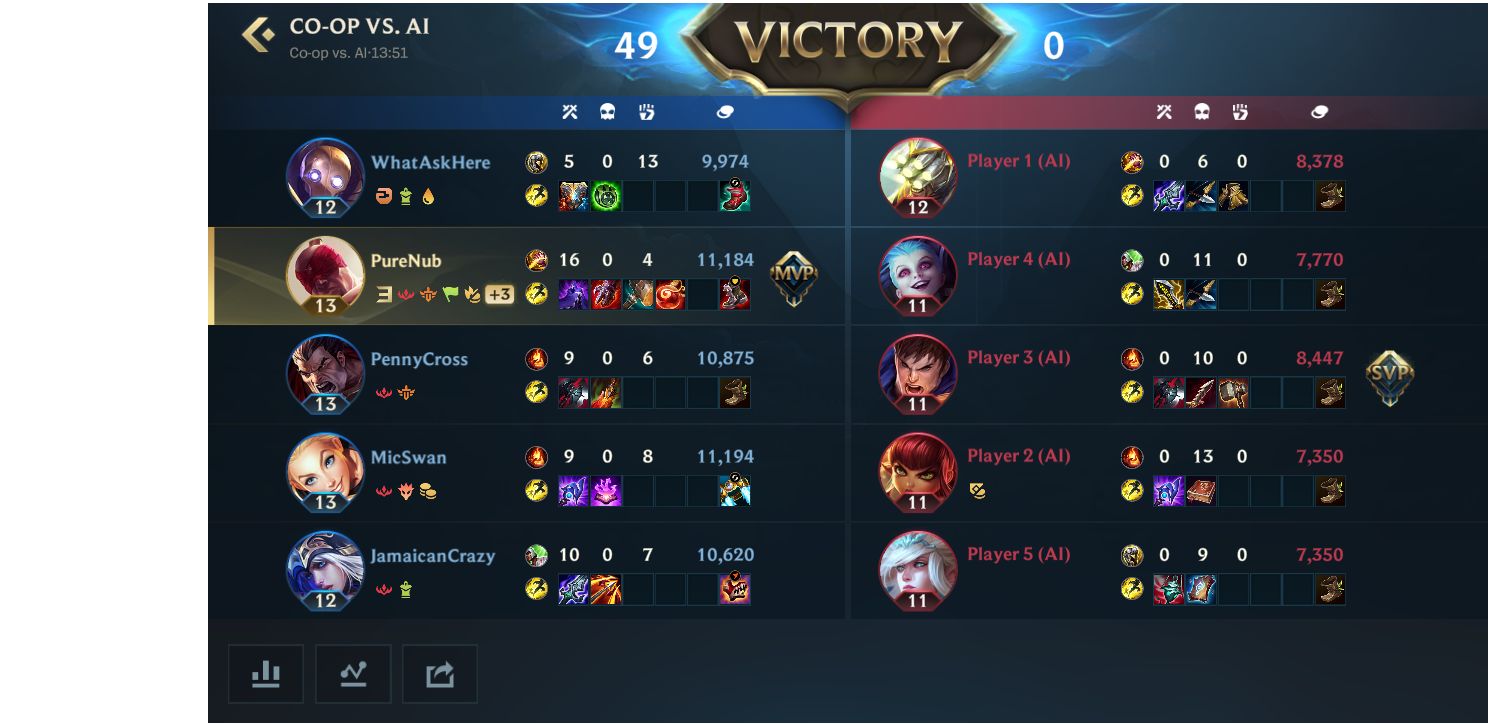 CO-OP VS. AI
Co-op vs. AI·13:51
49 VICTORY 0
WhatAskHere 5 0 13 9,974
12
PureNub 16 0 4 11,184
+3
MVP
13
PennyCross 9 0 6 10,875
13
MicSwan 9 0 8 11,194
13
JamaicanCrazy 10 0 7 10,620
12
Player 1 (AI) 0 6 0 8,378
12
Player 4 (AI) 0 11 0 7,770
11
Player 3 (AI) 0 10 0 8,447
SVP
11
Player 2 (AI) 0 13 0 7,350
11
Player 5 (AI) 0 9 0 7,350
11